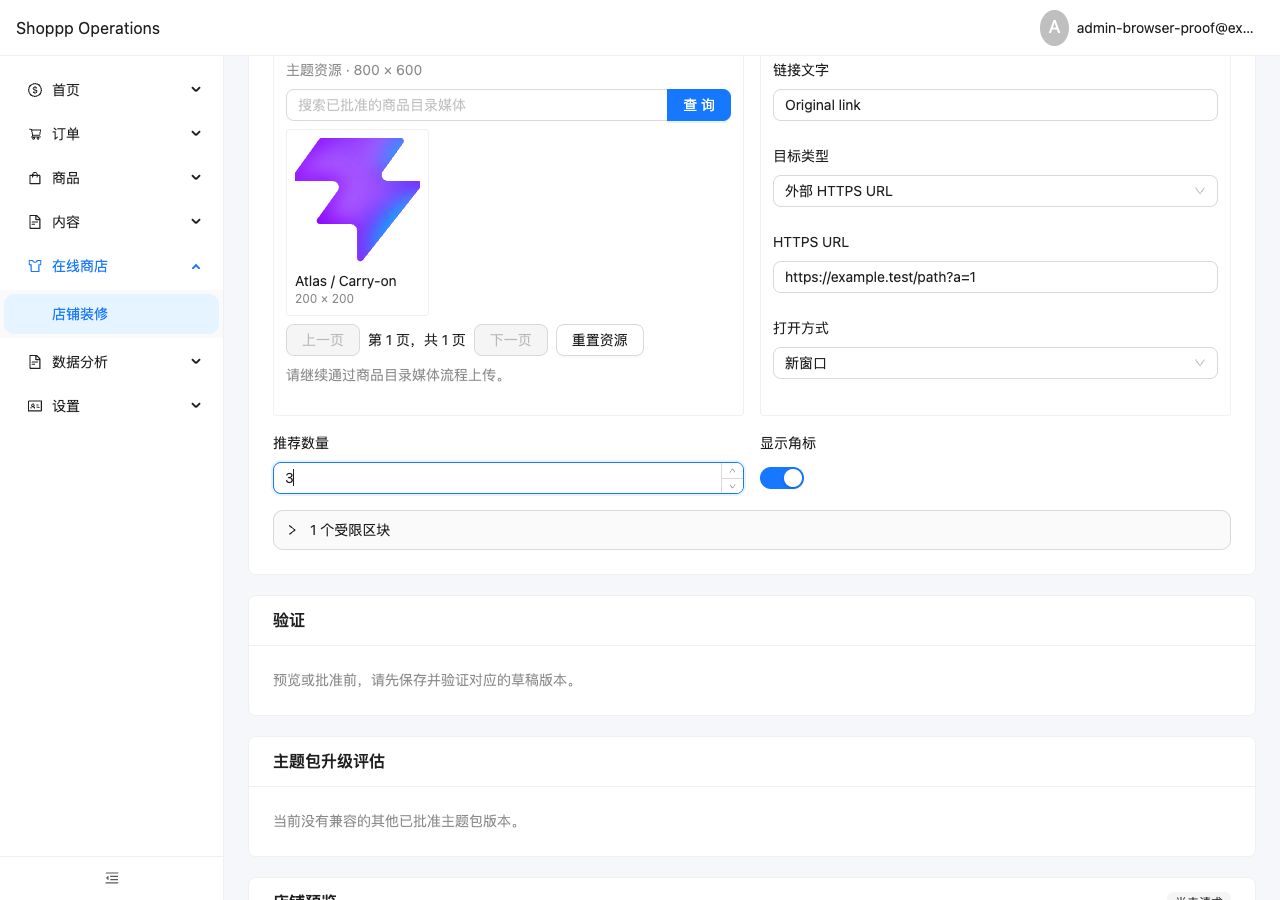 Shoppp Operations
A
admin-browser-proof@ex...
首页
订单
商品
内容
在线商店
店铺装修
数据分析
设置
主题资源 · 800 × 600
搜索已批准的商品目录媒体
查 询
Atlas / Carry-on
200 × 200
上一页
第 1 页，共 1 页
下一页
重置资源
请继续通过商品目录媒体流程上传。
链接文字
Original link
目标类型
外部 HTTPS URL
HTTPS URL
https://example.test/path?a=1
打开方式
新窗口
推荐数量
3
显示角标
1 个受限区块
验证
预览或批准前，请先保存并验证对应的草稿版本。
主题包升级评估
当前没有兼容的其他已批准主题包版本。
店铺预览
尚未请求